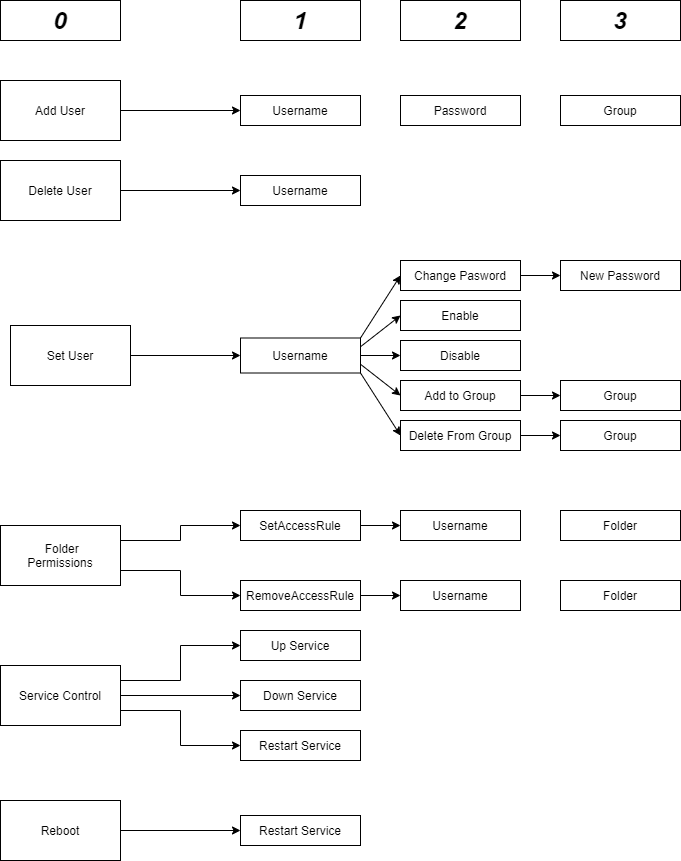 0 1 2 3
Add User Username Password Group
Delete User Username
Change Pasword New Password
Enable
Set User Username Disable
Add to Group Group
Delete From Group Group
SetAccessRule Username Folder
Folder
Permissions
RemoveAccessRule Username Folder
Up Service
Service Control Down Service
Restart Service
Reboot Restart Service